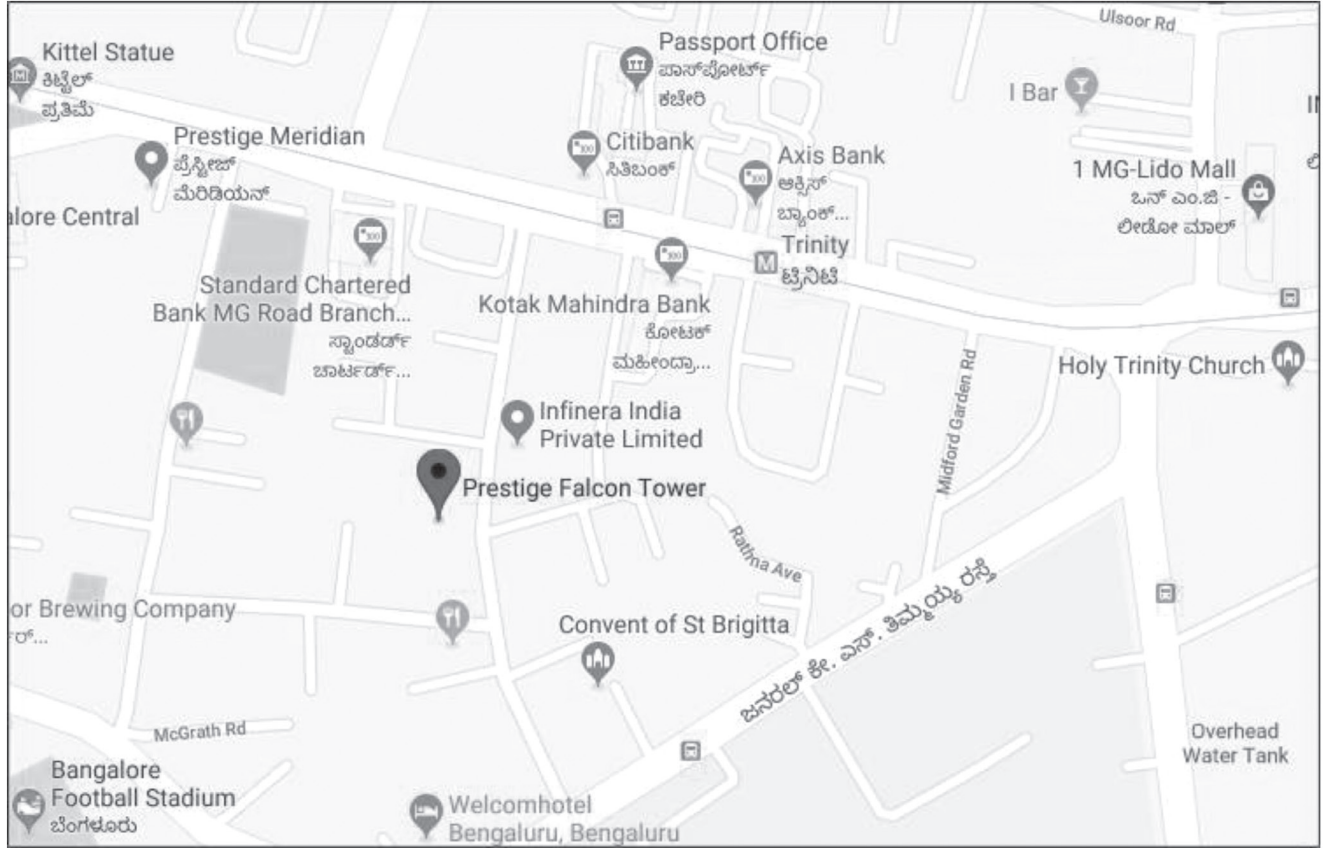 Ulsoor Rd
Kittel Statue
ಕಿಟ್ಟೆಲ್
ಪ್ರತಿಮೆ
Passport Office
ಪಾಸ್‌ಪೋರ್ಟ್
ಕಚೇರಿ
I Bar
Prestige Meridian
ಪ್ರೆಸ್ಟೀಜ್
ಮೆರಿಡಿಯನ್
Citibank
ಸಿತಿಬಂಕ್
Axis Bank
ಆಕ್ಸಿಸ್
ಬ್ಯಾಂಕ್...
1 MG-Lido Mall
ಒನ್ ಎಂ.ಜಿ -
ಲೀಡೋ ಮಾಲ್
alore Central
Trinity
ಟ್ರಿನಿಟಿ
Standard Chartered
Bank MG Road Branch...
ಸ್ಟಾಂಡರ್ಡ್
ಚಾರ್ಟರ್ಡ್...
Kotak Mahindra Bank
ಕೋಟಕ್
ಮಹೀಂದ್ರಾ...
Holy Trinity Church
Midford Garden Rd
Infinera India
Private Limited
Prestige Falcon Tower
Rathna Ave
or Brewing Company
Convent of St Brigitta
ಜನರಲ್ ಕೇ. ಎಸ್. ತಿಮ್ಮಯ್ಯ ರಸ್ತೆ
McGrath Rd
Overhead
Water Tank
Bangalore
Football Stadium
ಬೆಂಗಳೂರು
Welcomhotel
Bengaluru, Bengaluru